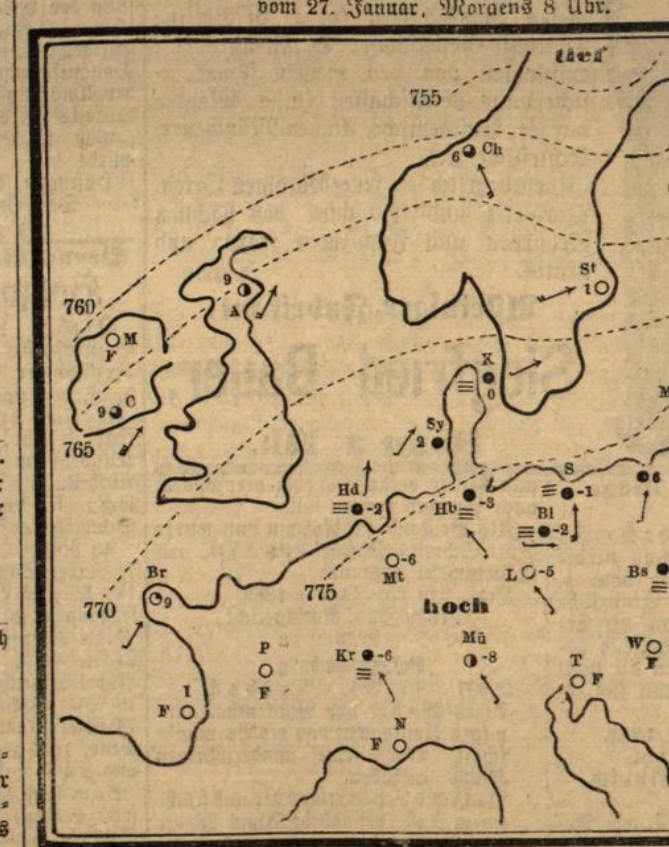 vom 27. Januar, Morgens 8 Uhr.
tief
755
6 Ch
St
1
9
A
760
M
F
9 C
765
K
0
M
Sy
2
6
Hd
-2
Hb
-3
S
-1
Bl
-2
-6
Mt
L -5
Bs
Br
9
770
775
hoch
P
F
Kr -6
Mü
-8
W
F
T
F
I
F
N
F